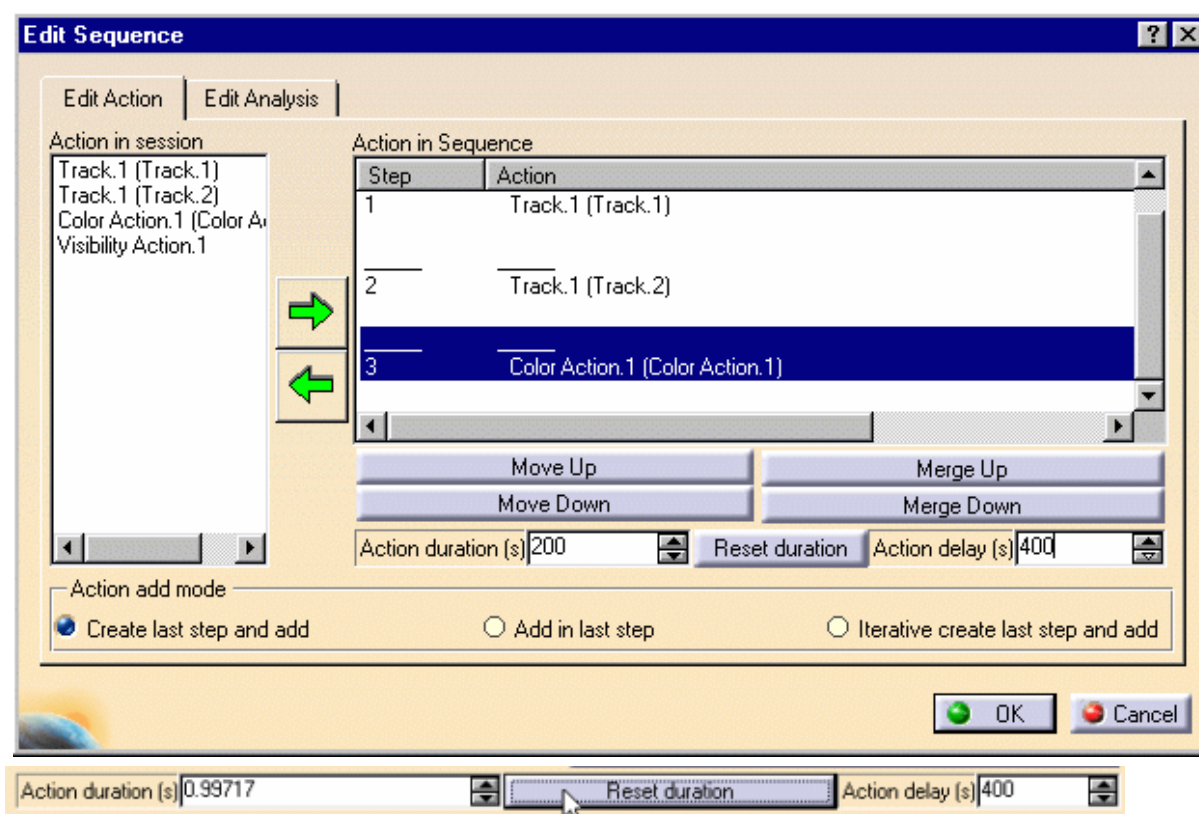 Edit Sequence
Edit Action Edit Analysis
Action in session
Track.1 (Track.1)
Track.1 (Track.2)
Color Action.1 (Color A
Visibility Action.1
Action in Sequence
Step Action
1 Track.1 (Track.1)
2 Track.1 (Track.2)
3 Color Action.1 (Color Action.1)
Move Up Merge Up
Move Down Merge Down
Action duration (s) 200 Reset duration Action delay (s) 400
Action add mode
Create last step and add Add in last step Iterative create last step and add
OK Cancel
Action duration (s) 0.99717 Reset duration Action delay (s) 400